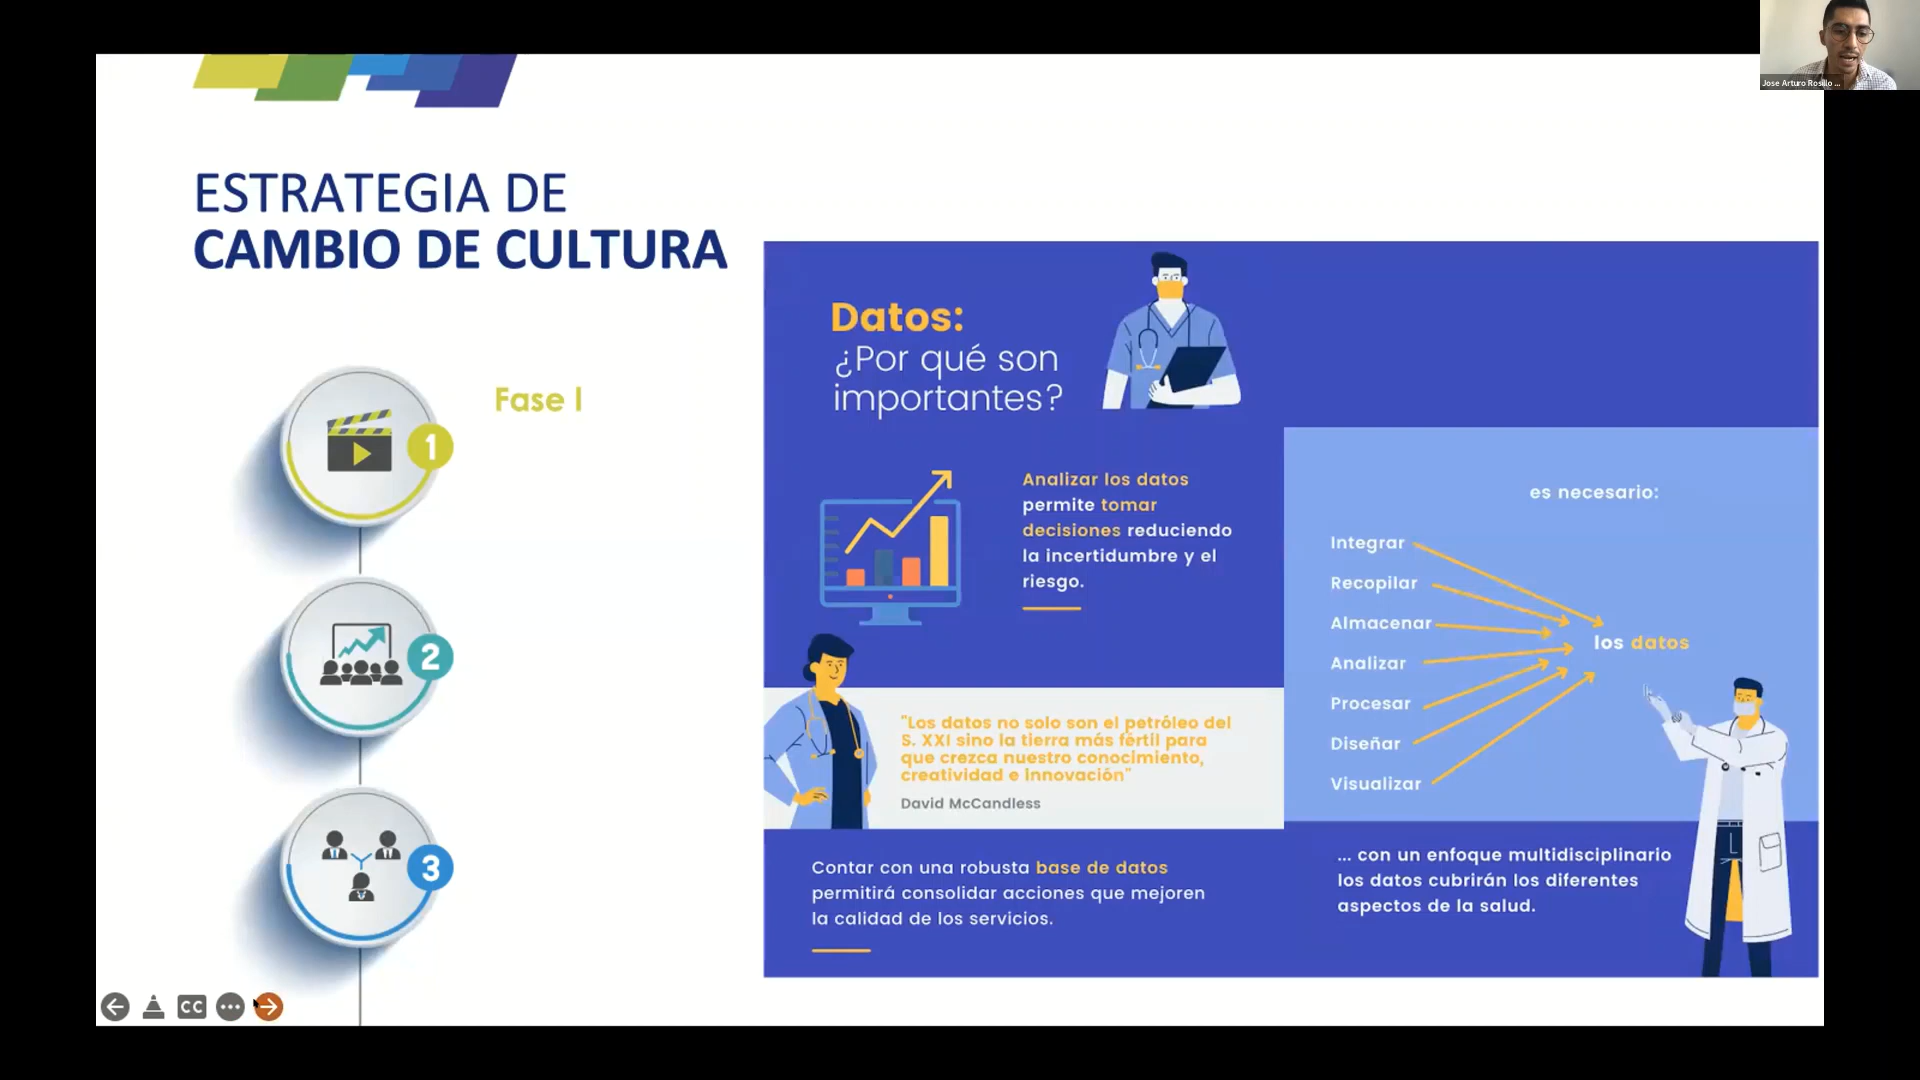 Jose Arturo Rosillo ...
ESTRATEGIA DE
CAMBIO DE CULTURA
Fase I
1
2
3
Datos:
¿Por qué son
importantes?
Analizar los datos
permite tomar
decisiones reduciendo
la incertidumbre y el
riesgo.
"Los datos no solo son el petróleo del
S. XXI sino la tierra más fértil para
que crezca nuestro conocimiento,
creatividad e innovación"
David McCandless
Contar con una robusta base de datos
permitirá consolidar acciones que mejoren
la calidad de los servicios.
es necesario:
Integrar
Recopilar
Almacenar
Analizar
Procesar
Diseñar
Visualizar
los datos
... con un enfoque multidisciplinario
los datos cubrirán los diferentes
aspectos de la salud.
CC